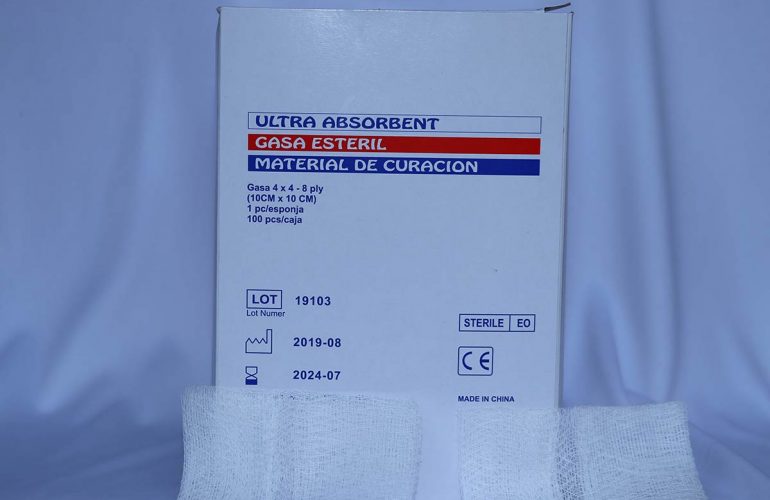 ULTRA ABSORBENT
GASA ESTERIL
MATERIAL DE CURACION
Gasa 4 x 4 - 8 ply
(10CM x 10 CM)
1 pc/esponja
100 pcs/caja
LOT 19103
Lot Numer
STERILE EO
2019-08
CE
2024-07
MADE IN CHINA